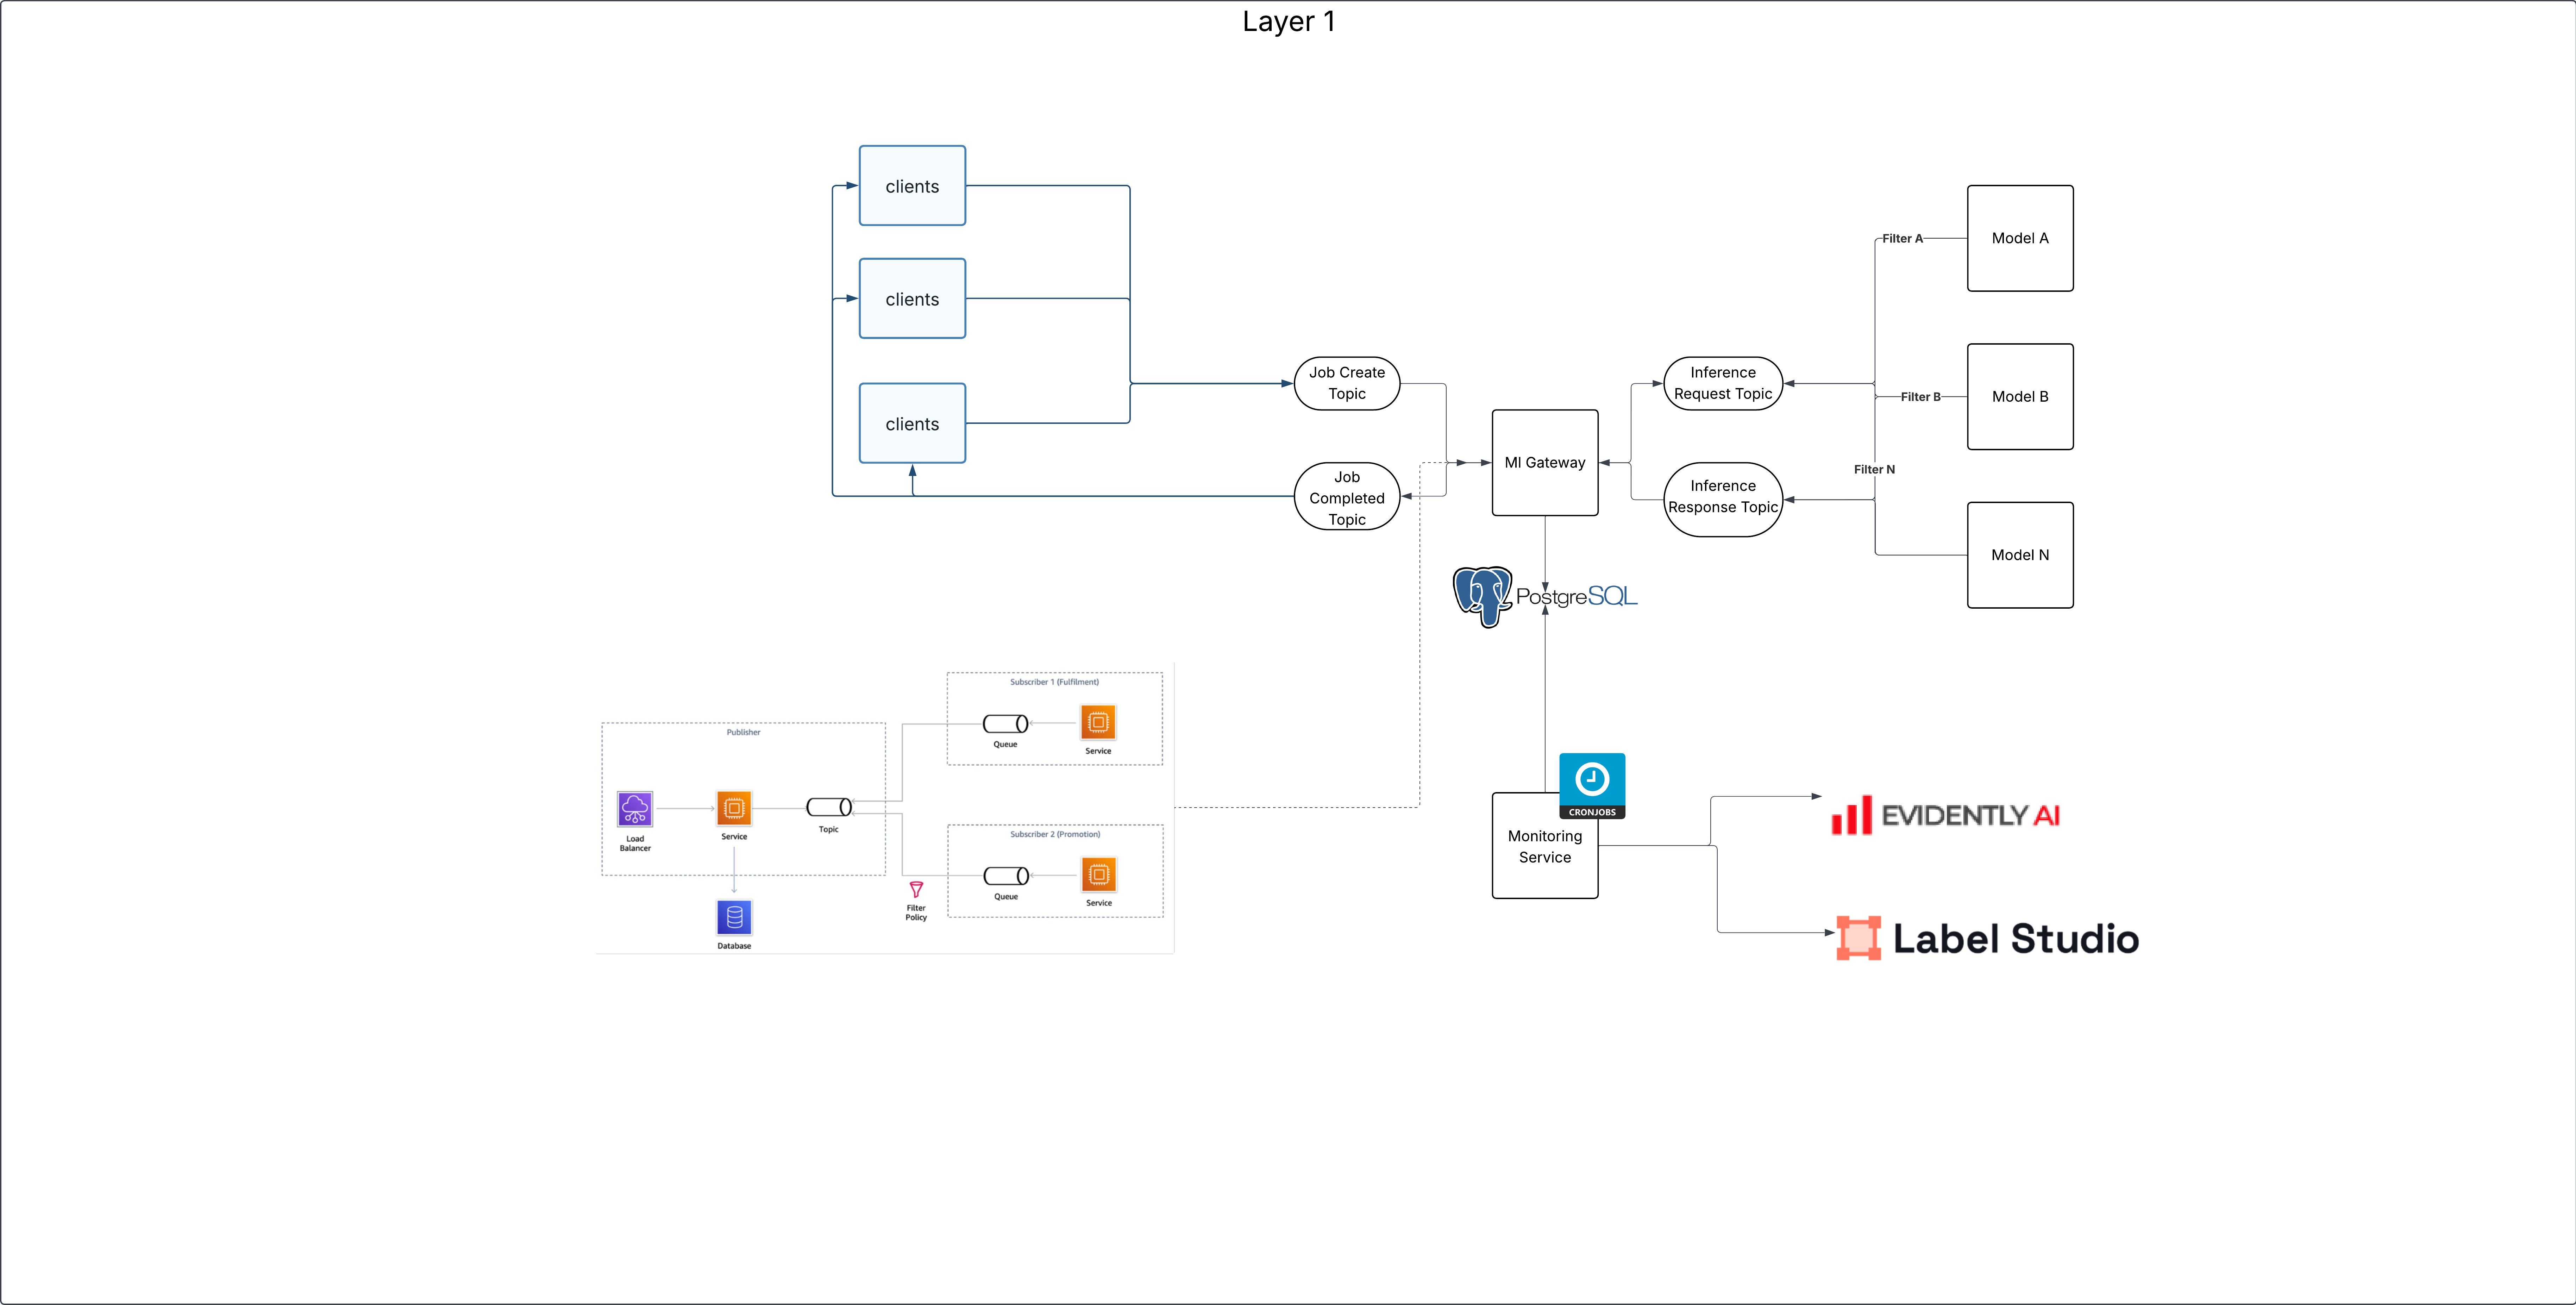 Layer 1
clients
clients
clients
Job Create
Topic
Job
Completed
Topic
MI Gateway
Inference
Request Topic
Inference
Response Topic
Filter A
Filter B
Filter N
Model A
Model B
Model N
PostgreSQL
Subscriber 1 (Fulfilment)
Queue
Service
Publisher
Load
Balancer
Service
Topic
Database
Subscriber 2 (Promotion)
Queue
Service
Filter
Policy
CRONJOBS
Monitoring
Service
EVIDENTLY AI
Label Studio